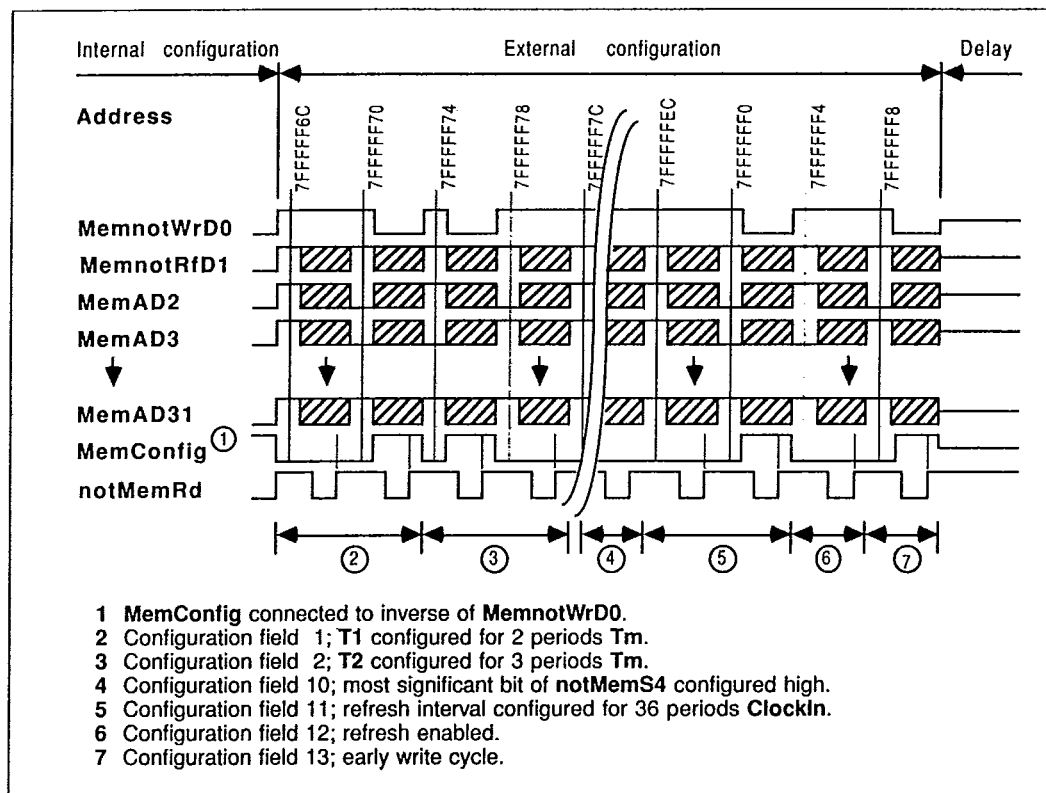 Internal configuration External configuration Delay
Address
7FFFFF6C
7FFFFF70
7FFFFF74
7FFFFF78
7FFFFF7C
7FFFFFEC
7FFFFFF0
7FFFFFF4
7FFFFFF8
MemnotWrD0
MemnotRfD1
MemAD2
MemAD3
MemAD31
MemConfig 1
notMemRd
2 3 4 5 6 7
1 MemConfig connected to inverse of MemnotWrD0.
2 Configuration field 1; T1 configured for 2 periods Tm.
3 Configuration field 2; T2 configured for 3 periods Tm.
4 Configuration field 10; most significant bit of notMemS4 configured high.
5 Configuration field 11; refresh interval configured for 36 periods ClockIn.
6 Configuration field 12; refresh enabled.
7 Configuration field 13; early write cycle.